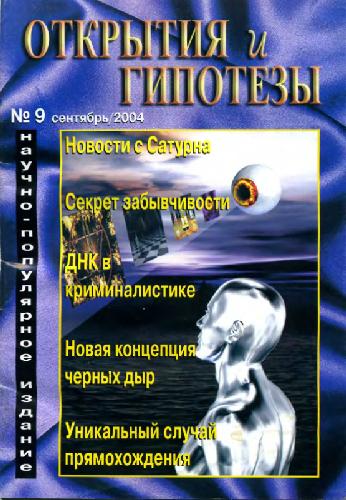 ОТКРЫТИЯ и
ГИПОТЕЗЫ
№ 9 сентябрь/2004
научно-популярное издание
Новости с Сатурна
Секрет забывчивости
ДНК в
криминалистике
Новая концепция
черных дыр
Уникальный случай
прямохождения